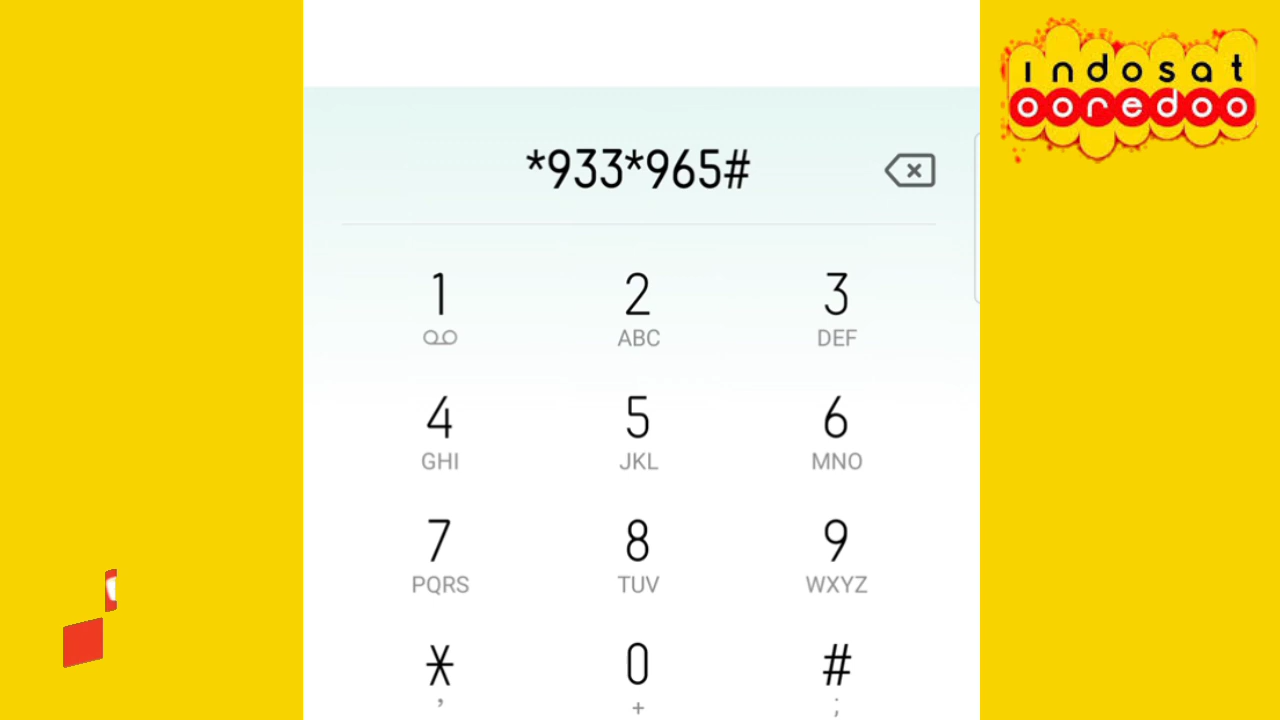 indosat
ooredoo
*933*965#
1 2 3
ABC DEF
4 5 6
GHI JKL MNO
7 8 9
PQRS TUV WXYZ
* 0 #
, + ;